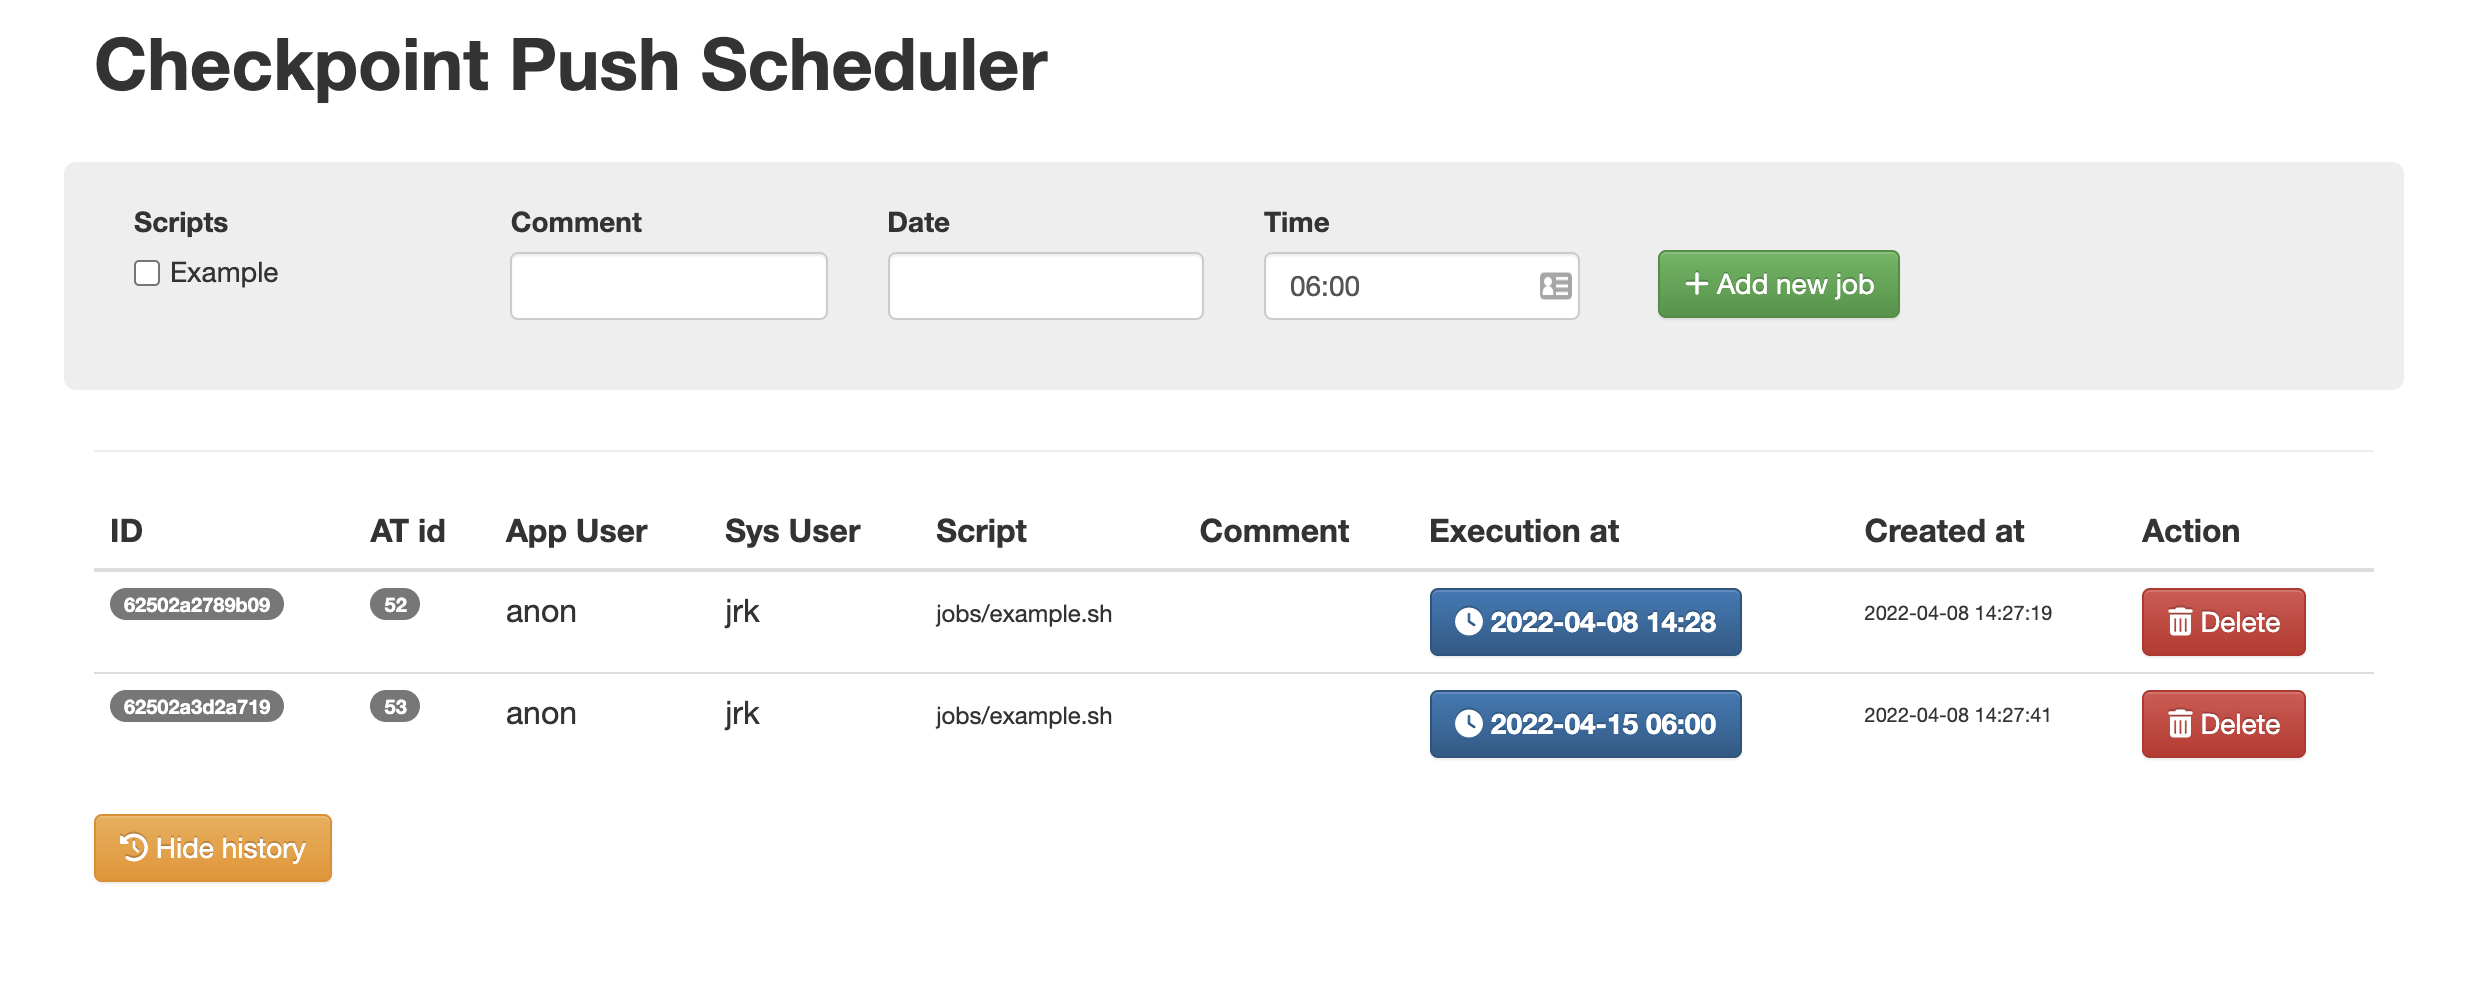 Checkpoint Push Scheduler
Scripts Comment Date Time
Example 06:00 Add new job
ID AT id App User Sys User Script Comment Execution at Created at Action
62502a2789b09 52 anon jrk jobs/example.sh 2022-04-08 14:28 2022-04-08 14:27:19 Delete
62502a3d2a719 53 anon jrk jobs/example.sh 2022-04-15 06:00 2022-04-08 14:27:41 Delete
Hide history